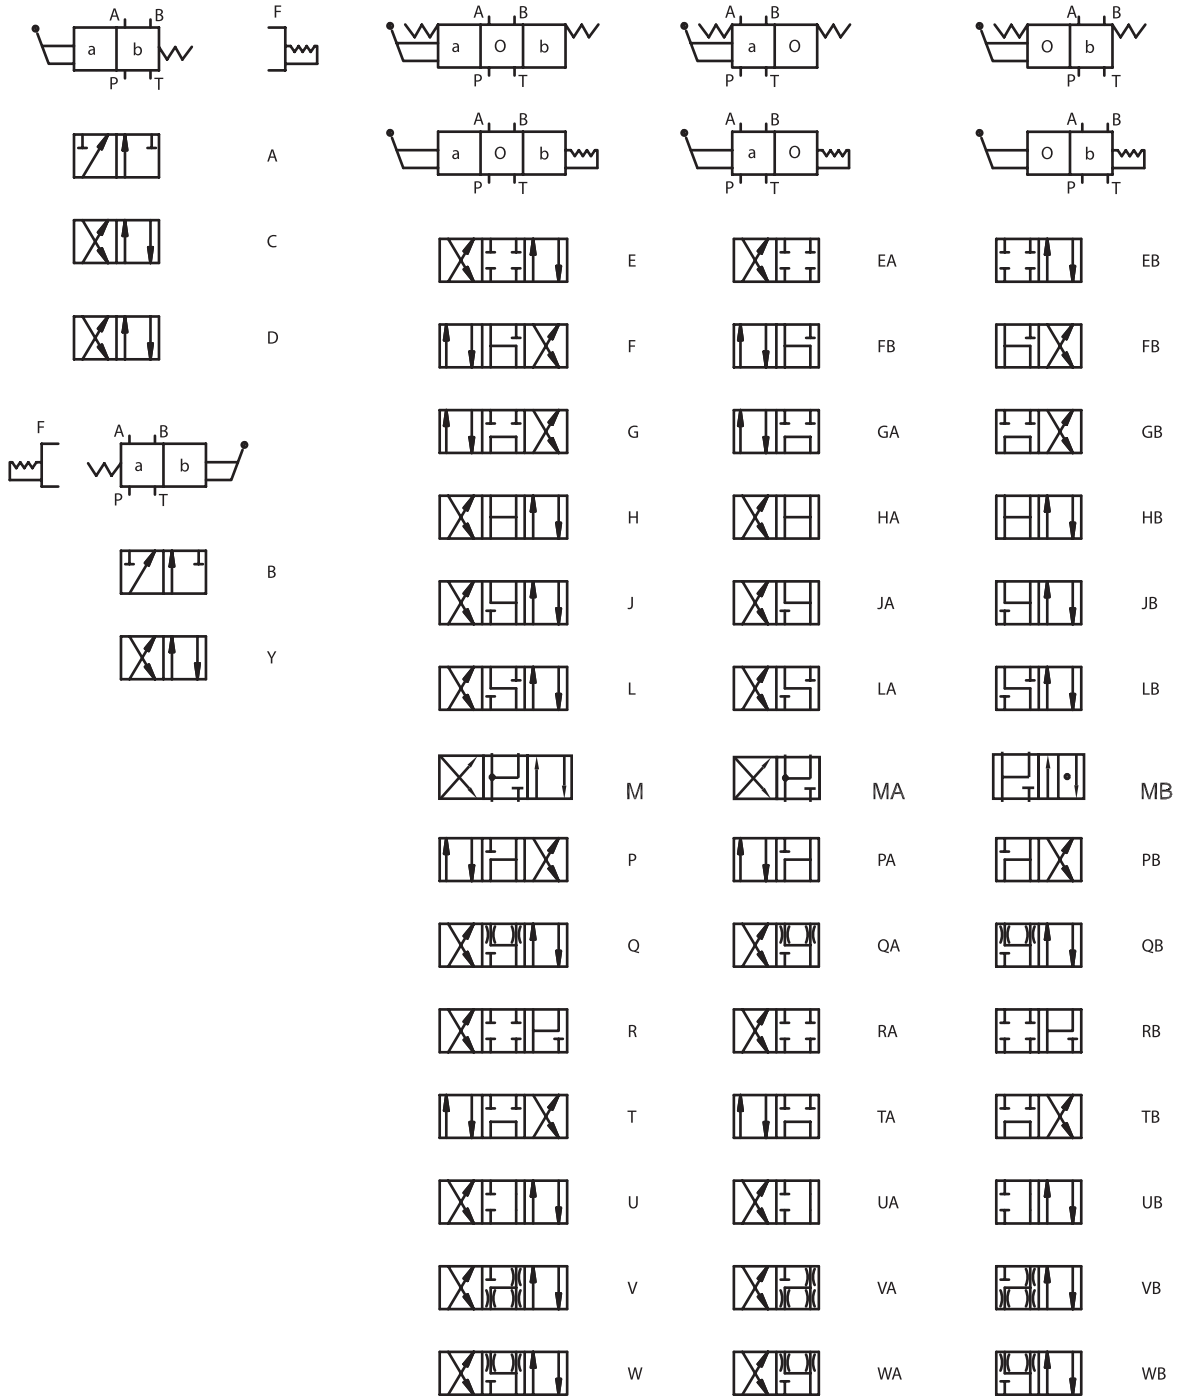 A B F A B A B A B
a b a O b a O O b
P T P T P T P T
A B A B A B
A a O b a O O b
P T P T P T
C E EA EB
D F FB FB
F A B G GA GB
a b
P T H HA HB
B J JA JB
Y L LA LB
M MA MB
P PA PB
Q QA QB
R RA RB
T TA TB
U UA UB
V VA VB
W WA WB